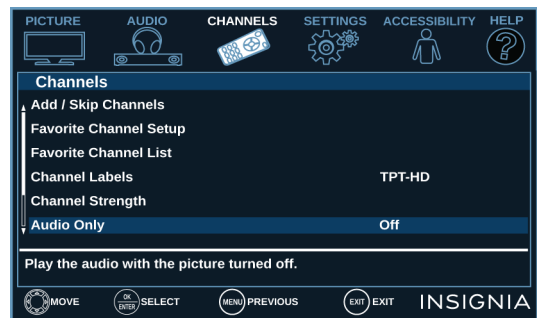 PICTURE AUDIO CHANNELS SETTINGS ACCESSIBILITY HELP
?
Channels
Add / Skip Channels
Favorite Channel Setup
Favorite Channel List
Channel Labels TPT-HD
Channel Strength
Audio Only Off
Play the audio with the picture turned off.
MOVE OK ENTER SELECT MENU PREVIOUS EXIT EXIT INSIGNIA